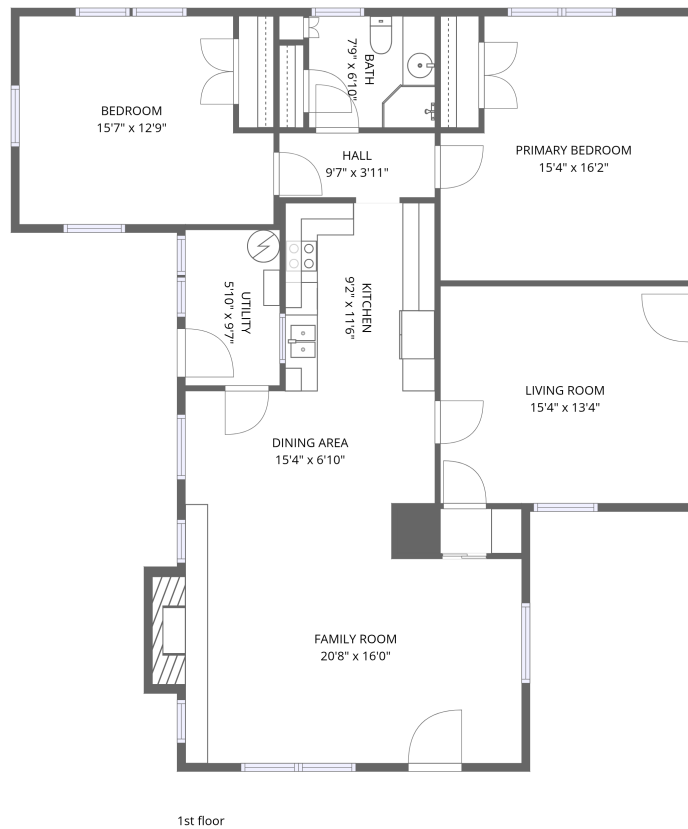 BATH
7'9" x 6'10"
BEDROOM
15'7" x 12'9"
HALL
9'7" x 3'11"
PRIMARY BEDROOM
15'4" x 16'2"
UTILITY
5'10" x 9'7"
KITCHEN
9'2" x 11'6"
LIVING ROOM
15'4" x 13'4"
DINING AREA
15'4" x 6'10"
FAMILY ROOM
20'8" x 16'0"
1st floor